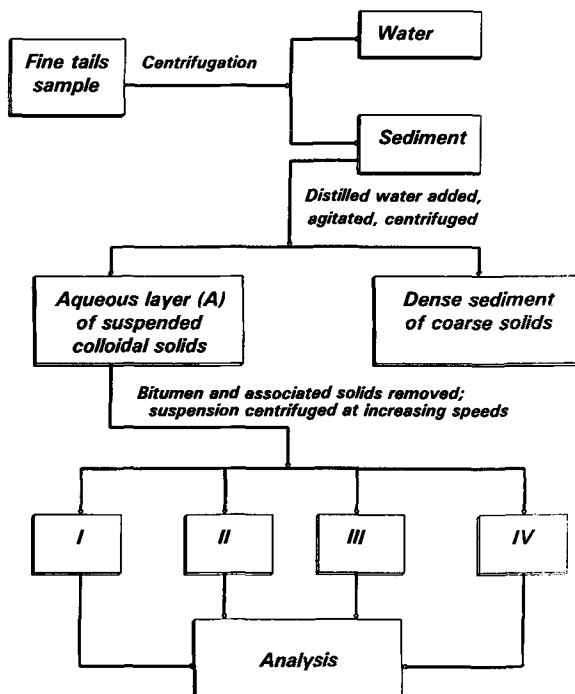 Fine tails
sample
Centrifugation
Water
Sediment
Distilled water added,
agitated, centrifuged
Aqueous layer (A)
of suspended
colloidal solids
Dense sediment
of coarse solids
Bitumen and associated solids removed;
suspension centrifuged at increasing speeds
I
II
III
IV
Analysis